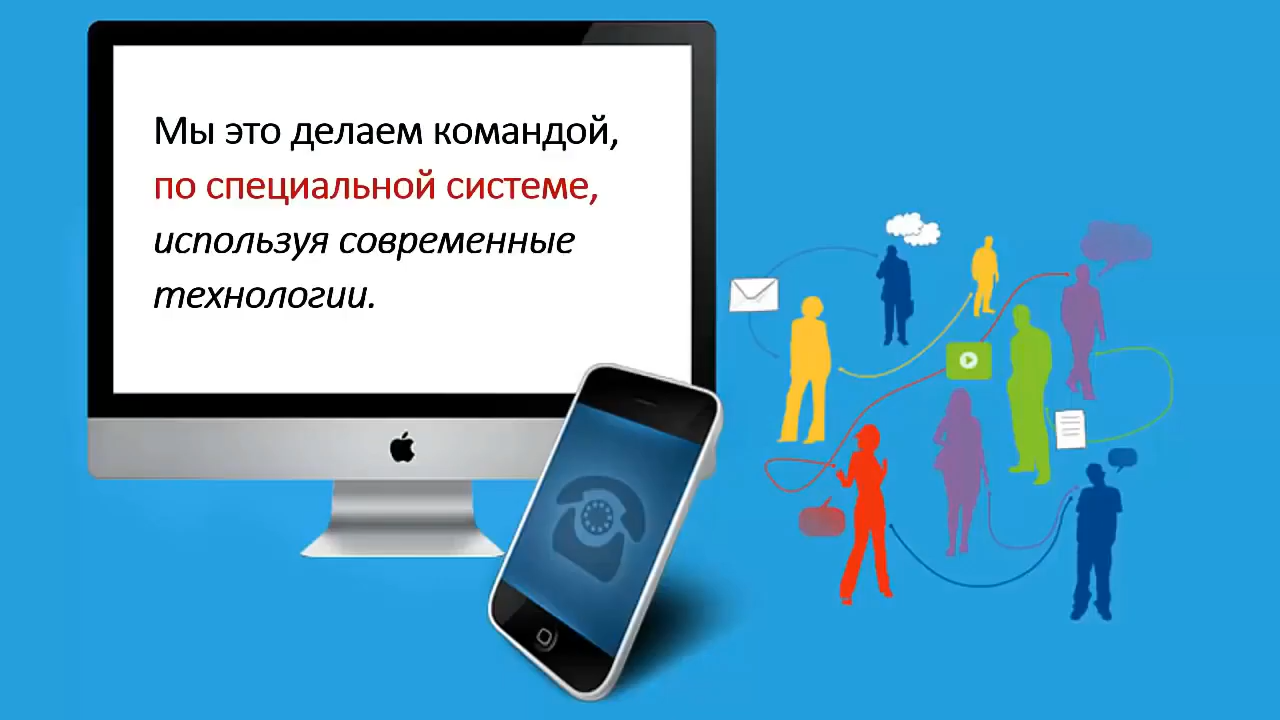 Мы это делаем командой,
по специальной системе,
используя современные
технологии.